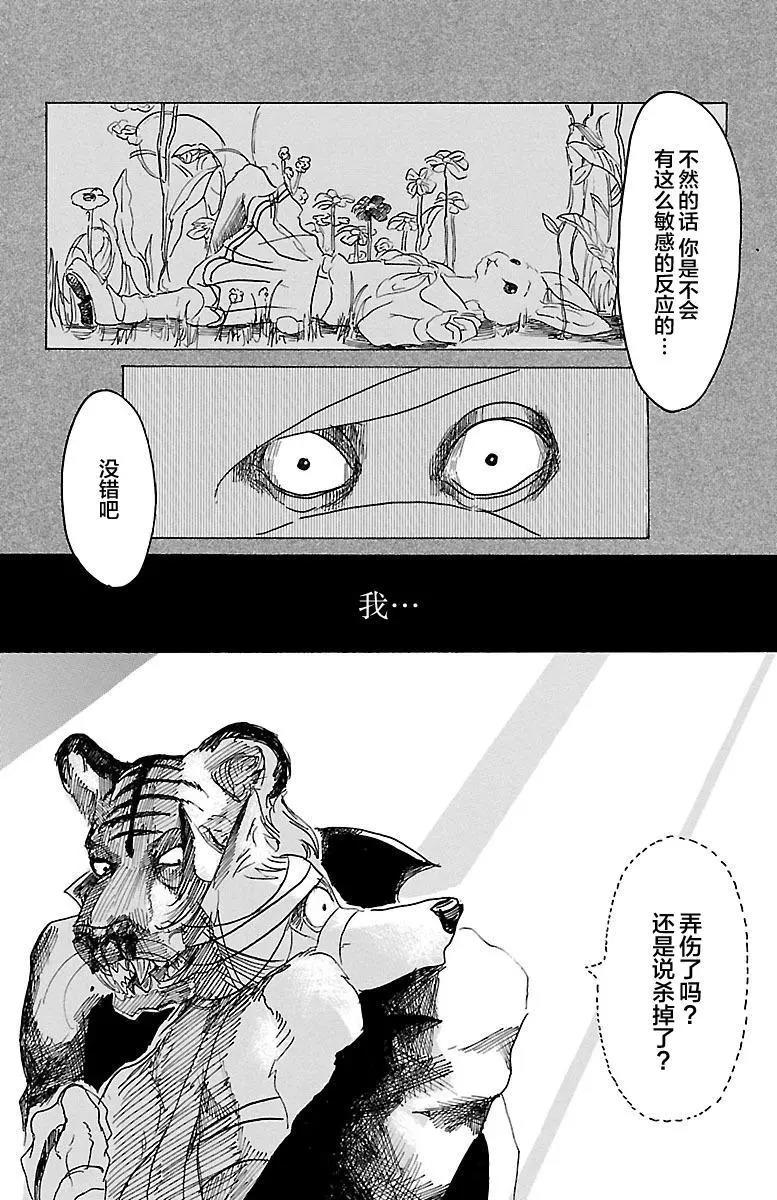 不然的话 你是不会
有这么敏感的反应的…
没错吧
我…
弄伤了吗？
还是说杀掉了？